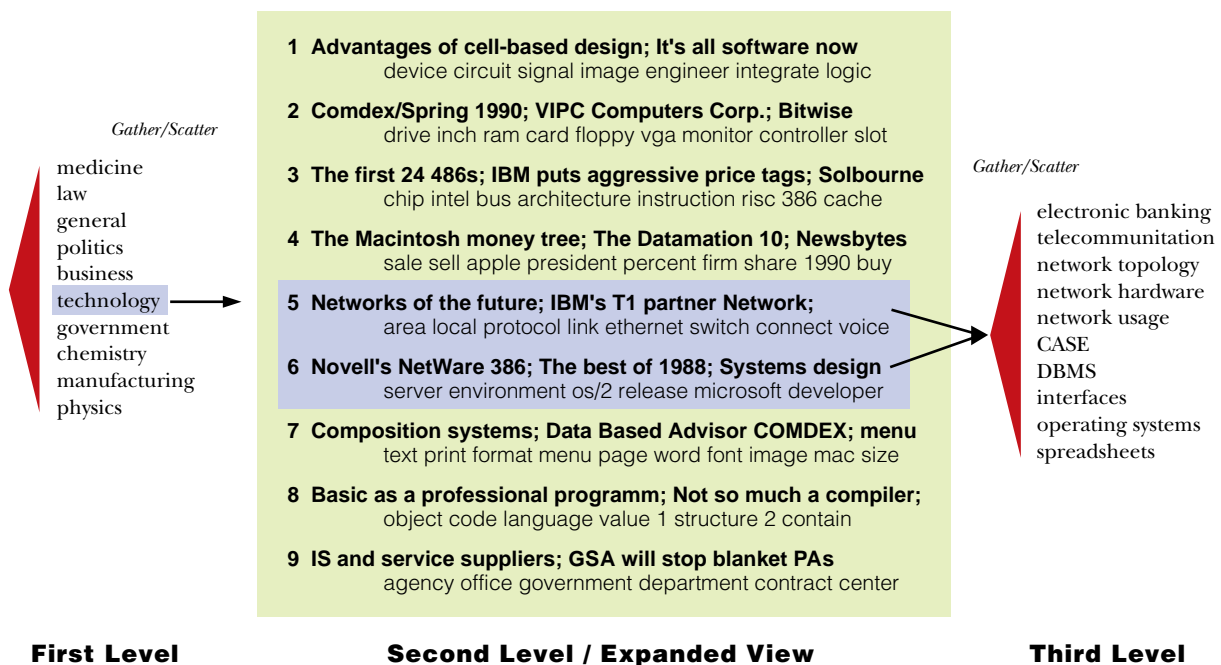 Gather/Scatter
medicine
law
general
politics
business
technology
government
chemistry
manufacturing
physics
First Level
1 Advantages of cell-based design; It's all software now
device circuit signal image engineer integrate logic
2 Comdex/Spring 1990; VIPC Computers Corp.; Bitwise
drive inch ram card floppy vga monitor controller slot
3 The first 24 486s; IBM puts aggressive price tags; Solbourne
chip intel bus architecture instruction risc 386 cache
4 The Macintosh money tree; The Datamation 10; Newsbytes
sale sell apple president percent firm share 1990 buy
5 Networks of the future; IBM's T1 partner Network;
area local protocol link ethernet switch connect voice
6 Novell's NetWare 386; The best of 1988; Systems design
server environment os/2 release microsoft developer
7 Composition systems; Data Based Advisor COMDEX; menu
text print format menu page word font image mac size
8 Basic as a professional programm; Not so much a compiler;
object code language value 1 structure 2 contain
9 IS and service suppliers; GSA will stop blanket PAs
agency office government department contract center
Second Level / Expanded View
Gather/Scatter
electronic banking
telecommunitation
network topology
network hardware
network usage
CASE
DBMS
interfaces
operating systems
spreadsheets
Third Level